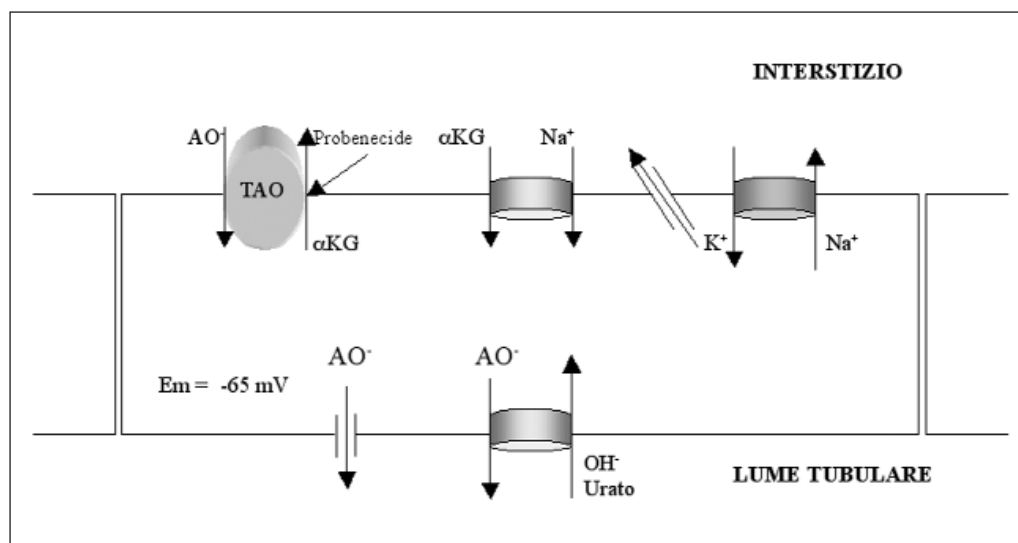 INTERSTIZIO
AO⁻
Probenecide
αKG
Na⁺
TAO
αKG
K⁺
Na⁺
AO⁻
AO⁻
Em = -65 mV
OH⁻
Urato
LUME TUBULARE